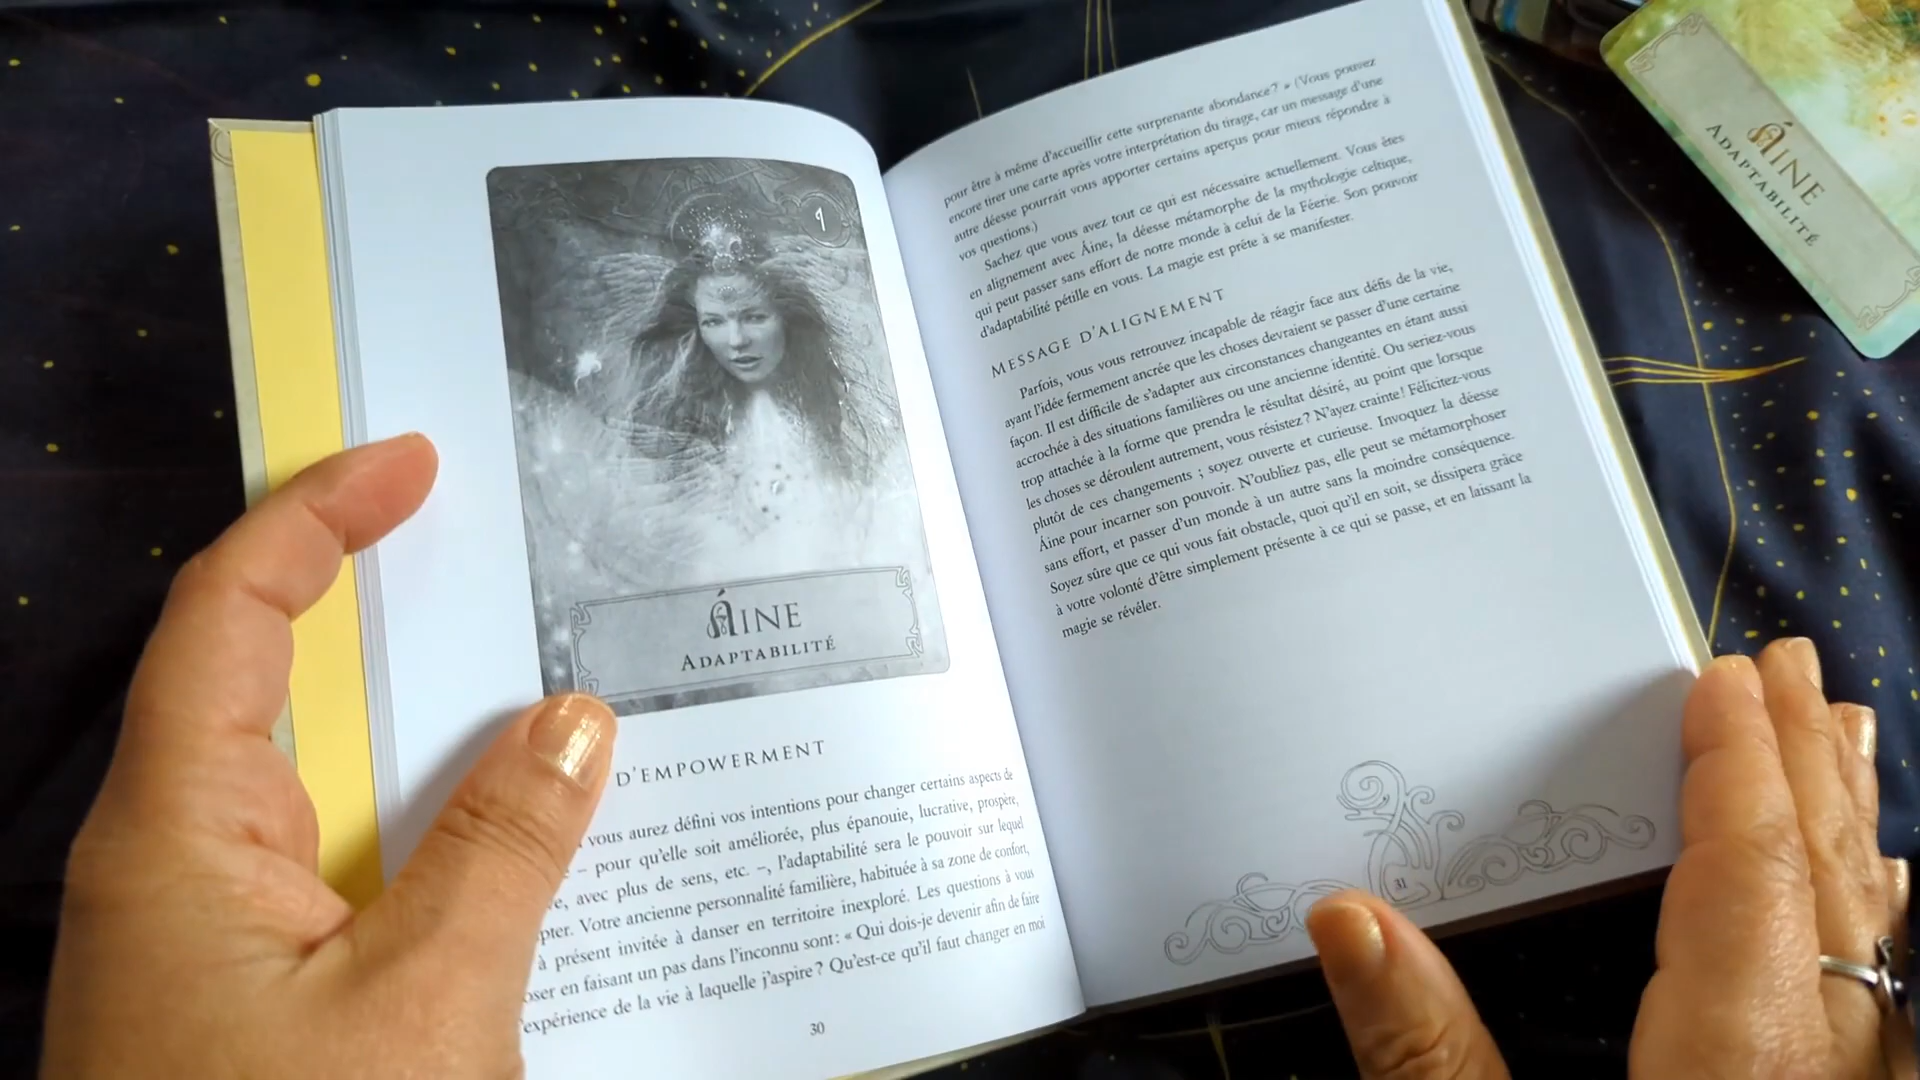 1
ÁINE
ADAPTABILITÉ
D'EMPOWERMENT
vous aurez défini vos intentions pour changer certains aspects de
– pour qu'elle soit améliorée, plus épanouie, lucrative, prospère,
avec plus de sens, etc. –, l'adaptabilité sera le pouvoir sur lequel
Votre ancienne personnalité familière, habituée à sa zone de confort,
à présent invitée à danser en territoire inexploré. Les questions à vous
oser en faisant un pas dans l'inconnu sont : « Qui dois-je devenir afin de faire
l'expérience de la vie à laquelle j'aspire ? Qu'est-ce qu'il faut changer en moi
30
pour être à même d'accueillir cette surprenante abondance ? » (Vous pouvez
encore tirer une carte après votre interprétation du tirage, car un message d'une
autre déesse pourrait vous apporter certains aperçus pour mieux répondre à
vos questions.)
Sachez que vous avez tout ce qui est nécessaire actuellement. Vous êtes
en alignement avec Áine, la déesse métamorphe de la mythologie celtique,
qui peut passer sans effort de notre monde à celui de la Féerie. Son pouvoir
d'adaptabilité pétille en vous. La magie est prête à se manifester.
MESSAGE D'ALIGNEMENT
Parfois, vous vous retrouvez incapable de réagir face aux défis de la vie,
ayant l'idée fermement ancrée que les choses devraient se passer d'une certaine
façon. Il est difficile de s'adapter aux circonstances changeantes en étant aussi
accrochée à des situations familières ou une ancienne identité. Ou seriez-vous
trop attachée à la forme que prendra le résultat désiré, au point que lorsque
les choses se déroulent autrement, vous résistez ? N'ayez crainte ! Félicitez-vous
plutôt de ces changements ; soyez ouverte et curieuse. Invoquez la déesse
Áine pour incarner son pouvoir. N'oubliez pas, elle peut se métamorphoser
sans effort, et passer d'un monde à un autre sans la moindre conséquence.
Soyez sûre que ce qui vous fait obstacle, quoi qu'il en soit, se dissipera grâce
à votre volonté d'être simplement présente à ce qui se passe, et en laissant la
magie se révéler.
31
ÁINE
ADAPTABILITÉ